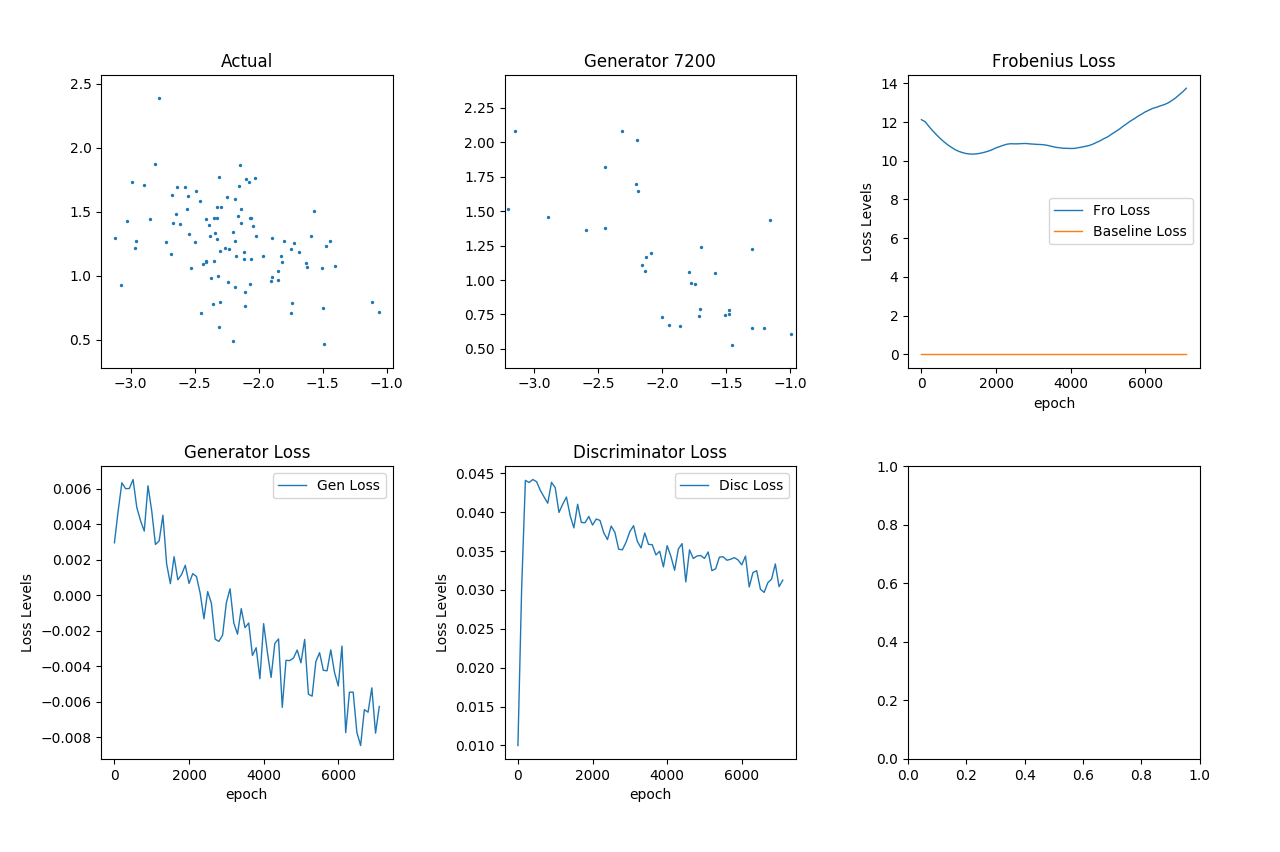 Actual
2.5
2.0
1.5
1.0
0.5
−3.0 −2.5 −2.0 −1.5 −1.0
Generator 7200
2.25
2.00
1.75
1.50
1.25
1.00
0.75
0.50
−3.0 −2.5 −2.0 −1.5 −1.0
Frobenius Loss
Loss Levels
14
12
10
8
6
4
2
0
Fro Loss
Baseline Loss
0 2000 4000 6000
epoch
Generator Loss
Loss Levels
0.006
0.004
0.002
0.000
−0.002
−0.004
−0.006
−0.008
Gen Loss
0 2000 4000 6000
epoch
Discriminator Loss
Loss Levels
0.045
0.040
0.035
0.030
0.025
0.020
0.015
0.010
Disc Loss
0 2000 4000 6000
epoch
1.0
0.8
0.6
0.4
0.2
0.0
0.0 0.2 0.4 0.6 0.8 1.0